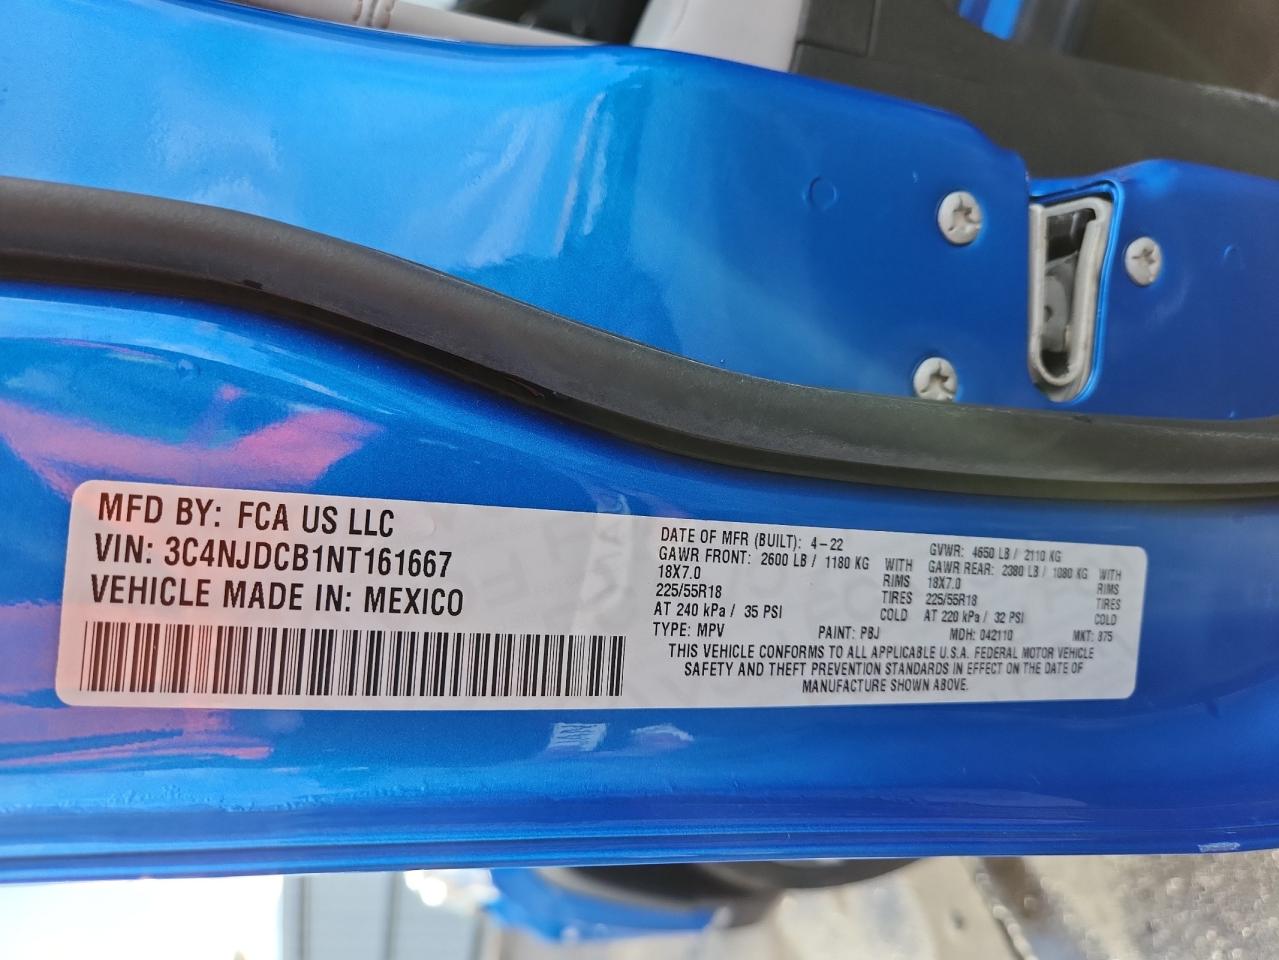 MFD BY: FCA US LLC
VIN: 3C4NJDCB1NT161667
VEHICLE MADE IN: MEXICO
DATE OF MFR (BUILT): 4-22
GAWR FRONT: 2600 LB / 1180 KG WITH
18X7.0 RIMS
225/55R18 TIRES
AT 240 kPa / 35 PSI COLD
TYPE: MPV
GVWR: 4650 LB / 2110 KG
GAWR REAR: 2380 LB / 1080 KG WITH
18X7.0 RIMS
225/55R18 TIRES
AT 220 kPa / 32 PSI COLD
PAINT: PBJ MDH: 042110 MKT: 875
THIS VEHICLE CONFORMS TO ALL APPLICABLE U.S.A. FEDERAL MOTOR VEHICLE
SAFETY AND THEFT PREVENTION STANDARDS IN EFFECT ON THE DATE OF
MANUFACTURE SHOWN ABOVE.